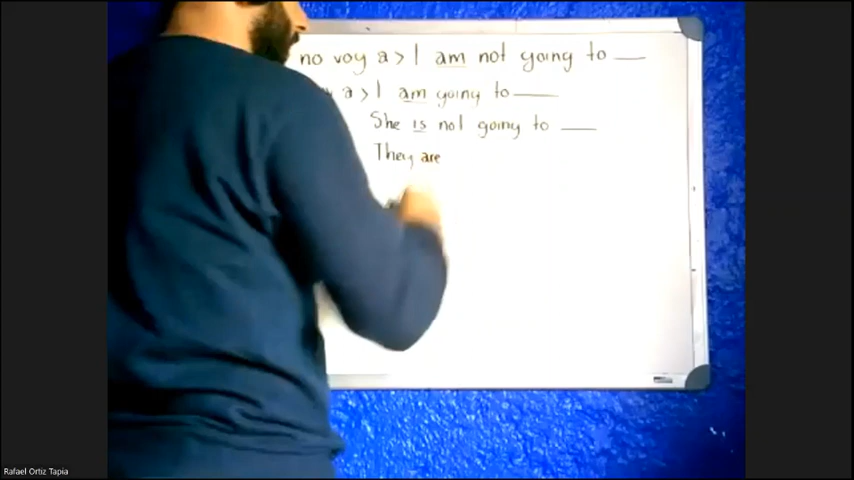 no voy a > I am not going to ___
a > I am going to ___
She is not going to ___
They are
Rafael Ortiz Tapia